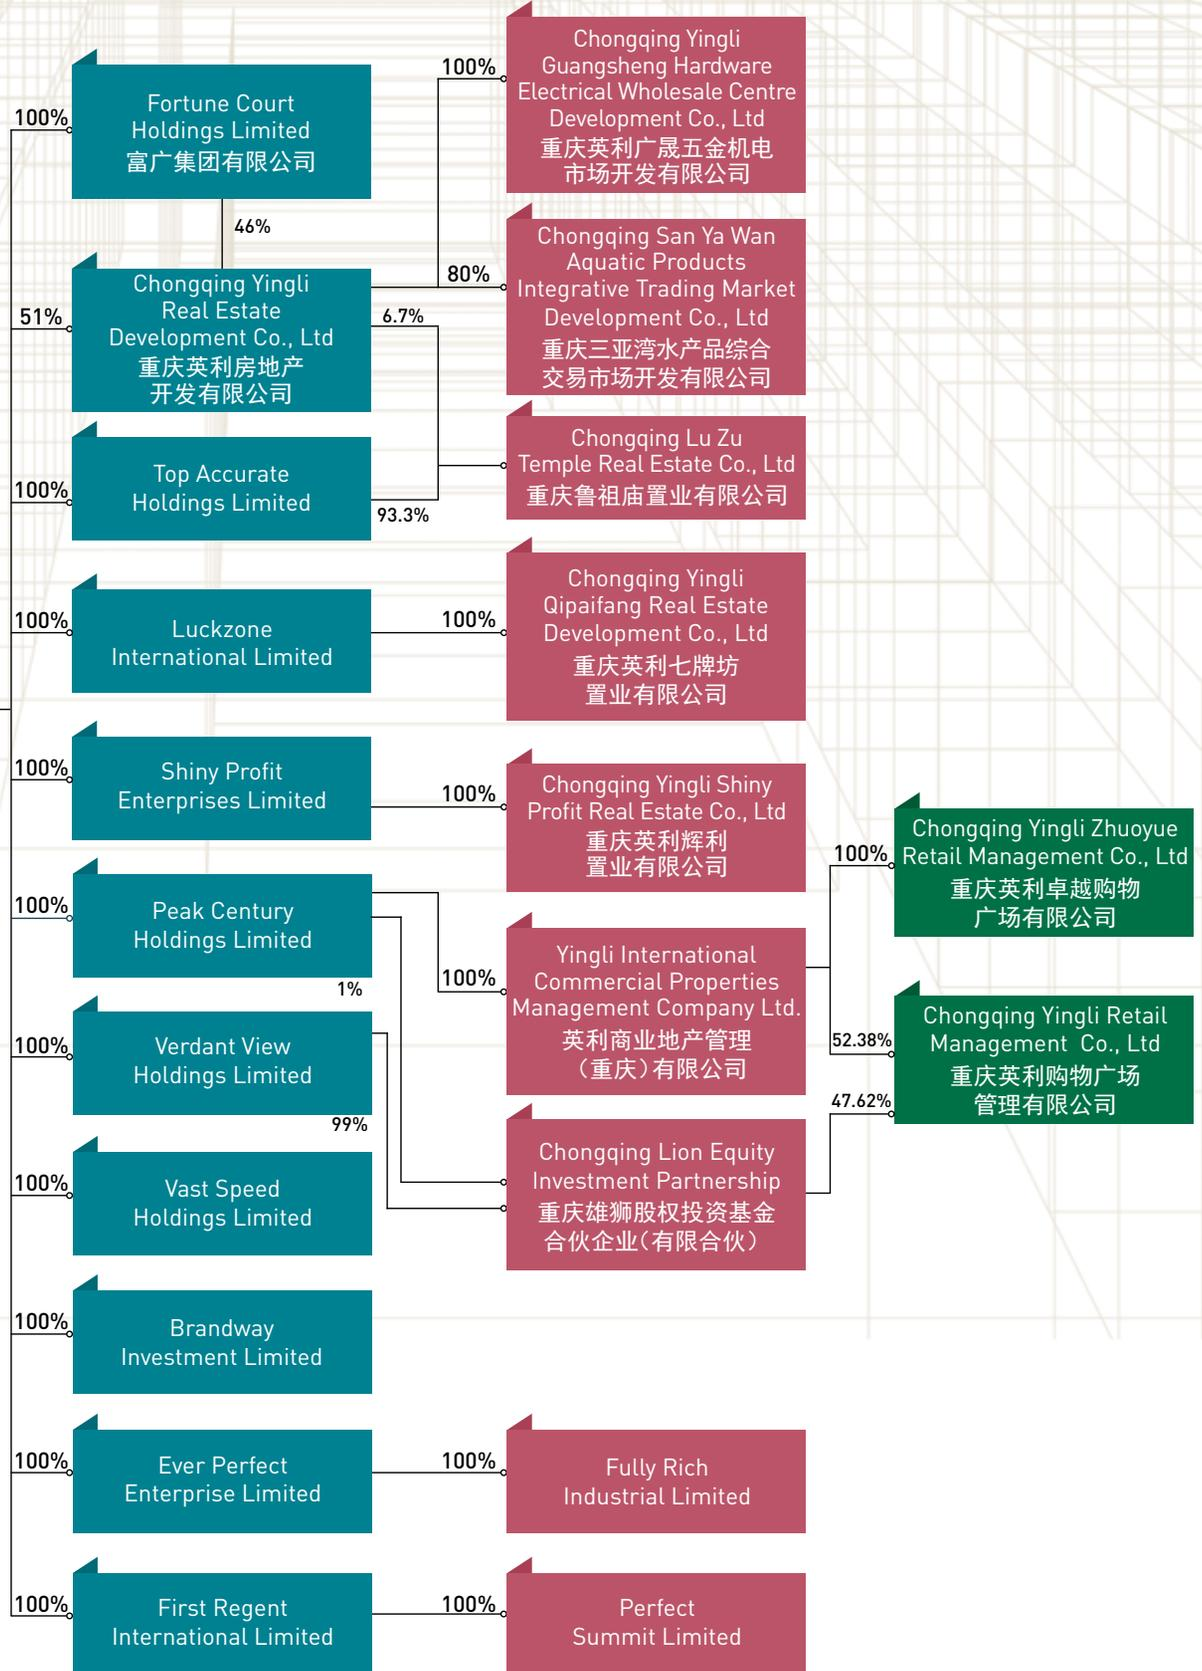 100%
Fortune Court
Holdings Limited
富广集团有限公司
46%
51%
Chongqing Yingli
Real Estate
Development Co., Ltd
重庆英利房地产
开发有限公司
100%
Top Accurate
Holdings Limited
100%
Luckzone
International Limited
100%
Shiny Profit
Enterprises Limited
100%
Peak Century
Holdings Limited
1%
100%
Verdant View
Holdings Limited
99%
100%
Vast Speed
Holdings Limited
100%
Brandway
Investment Limited
100%
Ever Perfect
Enterprise Limited
100%
First Regent
International Limited
100%
Chongqing Yingli
Guangsheng Hardware
Electrical Wholesale Centre
Development Co., Ltd
重庆英利广晟五金机电
市场开发有限公司
80%
Chongqing San Ya Wan
Aquatic Products
Integrative Trading Market
Development Co., Ltd
重庆三亚湾水产品综合
交易市场开发有限公司
6.7%
93.3%
Chongqing Lu Zu
Temple Real Estate Co., Ltd
重庆鲁祖庙置业有限公司
100%
Chongqing Yingli
Qipaifang Real Estate
Development Co., Ltd
重庆英利七牌坊
置业有限公司
100%
Chongqing Yingli Shiny
Profit Real Estate Co., Ltd
重庆英利辉利
置业有限公司
100%
Yingli International
Commercial Properties
Management Company Ltd.
英利商业地产管理
（重庆）有限公司
Chongqing Lion Equity
Investment Partnership
重庆雄狮股权投资基金
合伙企业（有限合伙）
100%
Fully Rich
Industrial Limited
100%
Perfect
Summit Limited
100%
Chongqing Yingli Zhuoyue
Retail Management Co., Ltd
重庆英利卓越购物
广场有限公司
52.38%
47.62%
Chongqing Yingli Retail
Management Co., Ltd
重庆英利购物广场
管理有限公司